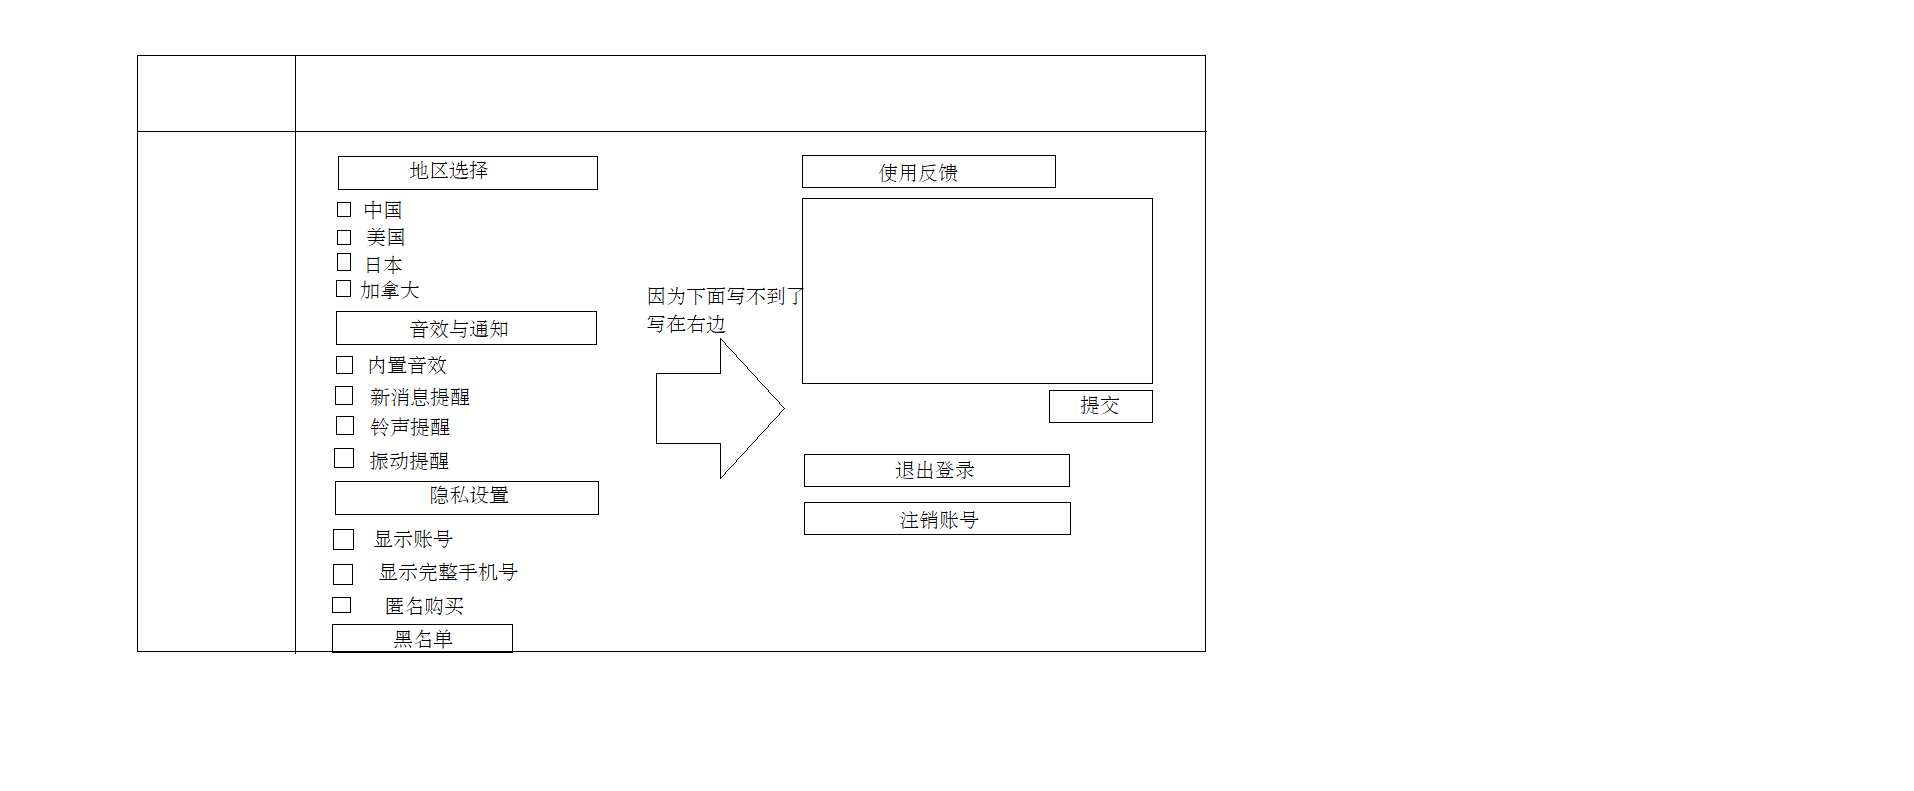 地区选择
中国
美国
日本
加拿大
音效与通知
内置音效
新消息提醒
铃声提醒
振动提醒
隐私设置
显示账号
显示完整手机号
匿名购买
黑名单
因为下面写不到了
写在右边
使用反馈
提交
退出登录
注销账号